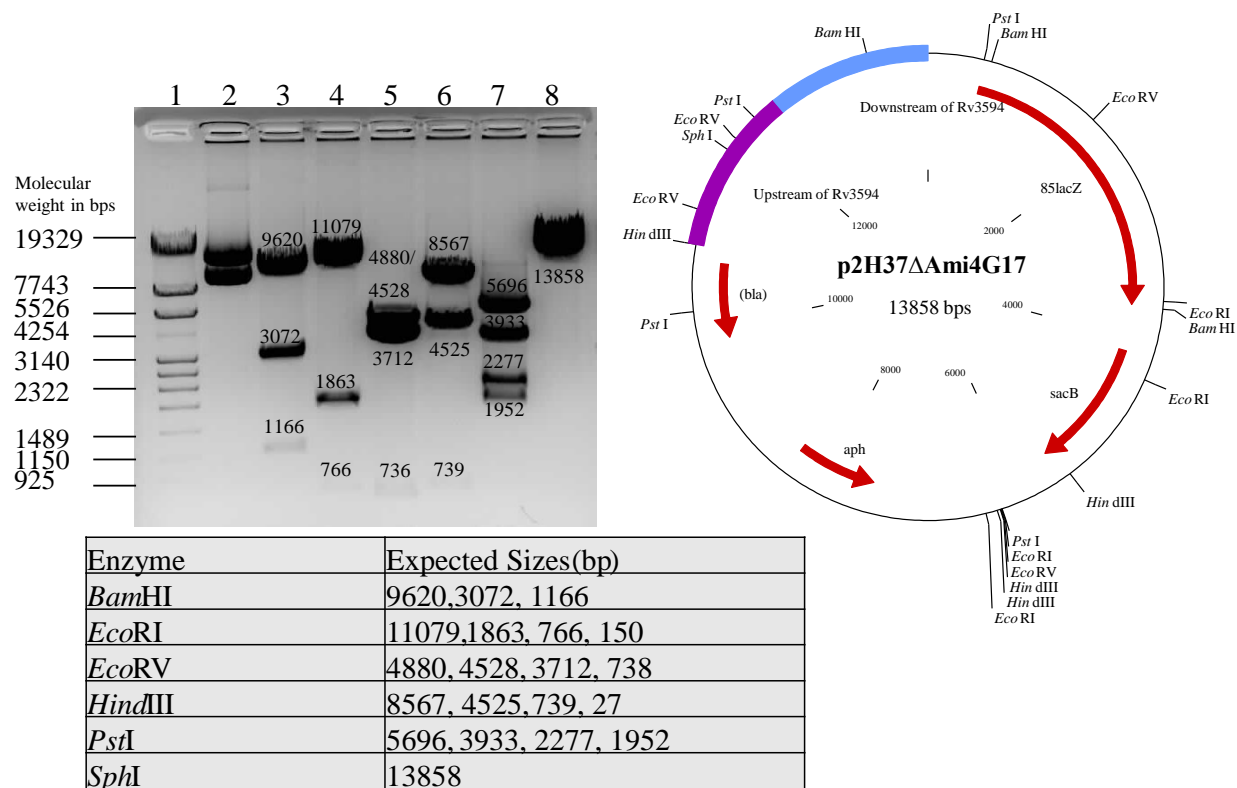 1 2 3 4 5 6 7 8
Molecular
weight in bps
19329
7743
5526
4254
3140
2322
1489
1150
925
9620
3072
1166
11079
1863
766
4880/
4528
3712
736
8567
4525
739
5696
3933
2277
1952
13858
Pst I
Bam HI
Bam HI
Eco RV
Pst I
Eco RV
Sph I
Downstream of Rv3594
Eco RV
Upstream of Rv3594
85lacZ
Hin dIII
12000
2000
p2H37ΔAmi4G17
13858 bps
(bla)
10000
4000
Pst I
Eco RI
Bam HI
8000
6000
sacB
Eco RI
aph
Hin dIII
Pst I
Eco RI
Eco RV
Hin dIII
Hin dIII
Eco RI
Enzyme Expected Sizes(bp)
BamHI 9620,3072, 1166
EcoRI 11079,1863, 766, 150
EcoRV 4880, 4528, 3712, 738
HindIII 8567, 4525,739, 27
PstI 5696, 3933, 2277, 1952
SphI 13858